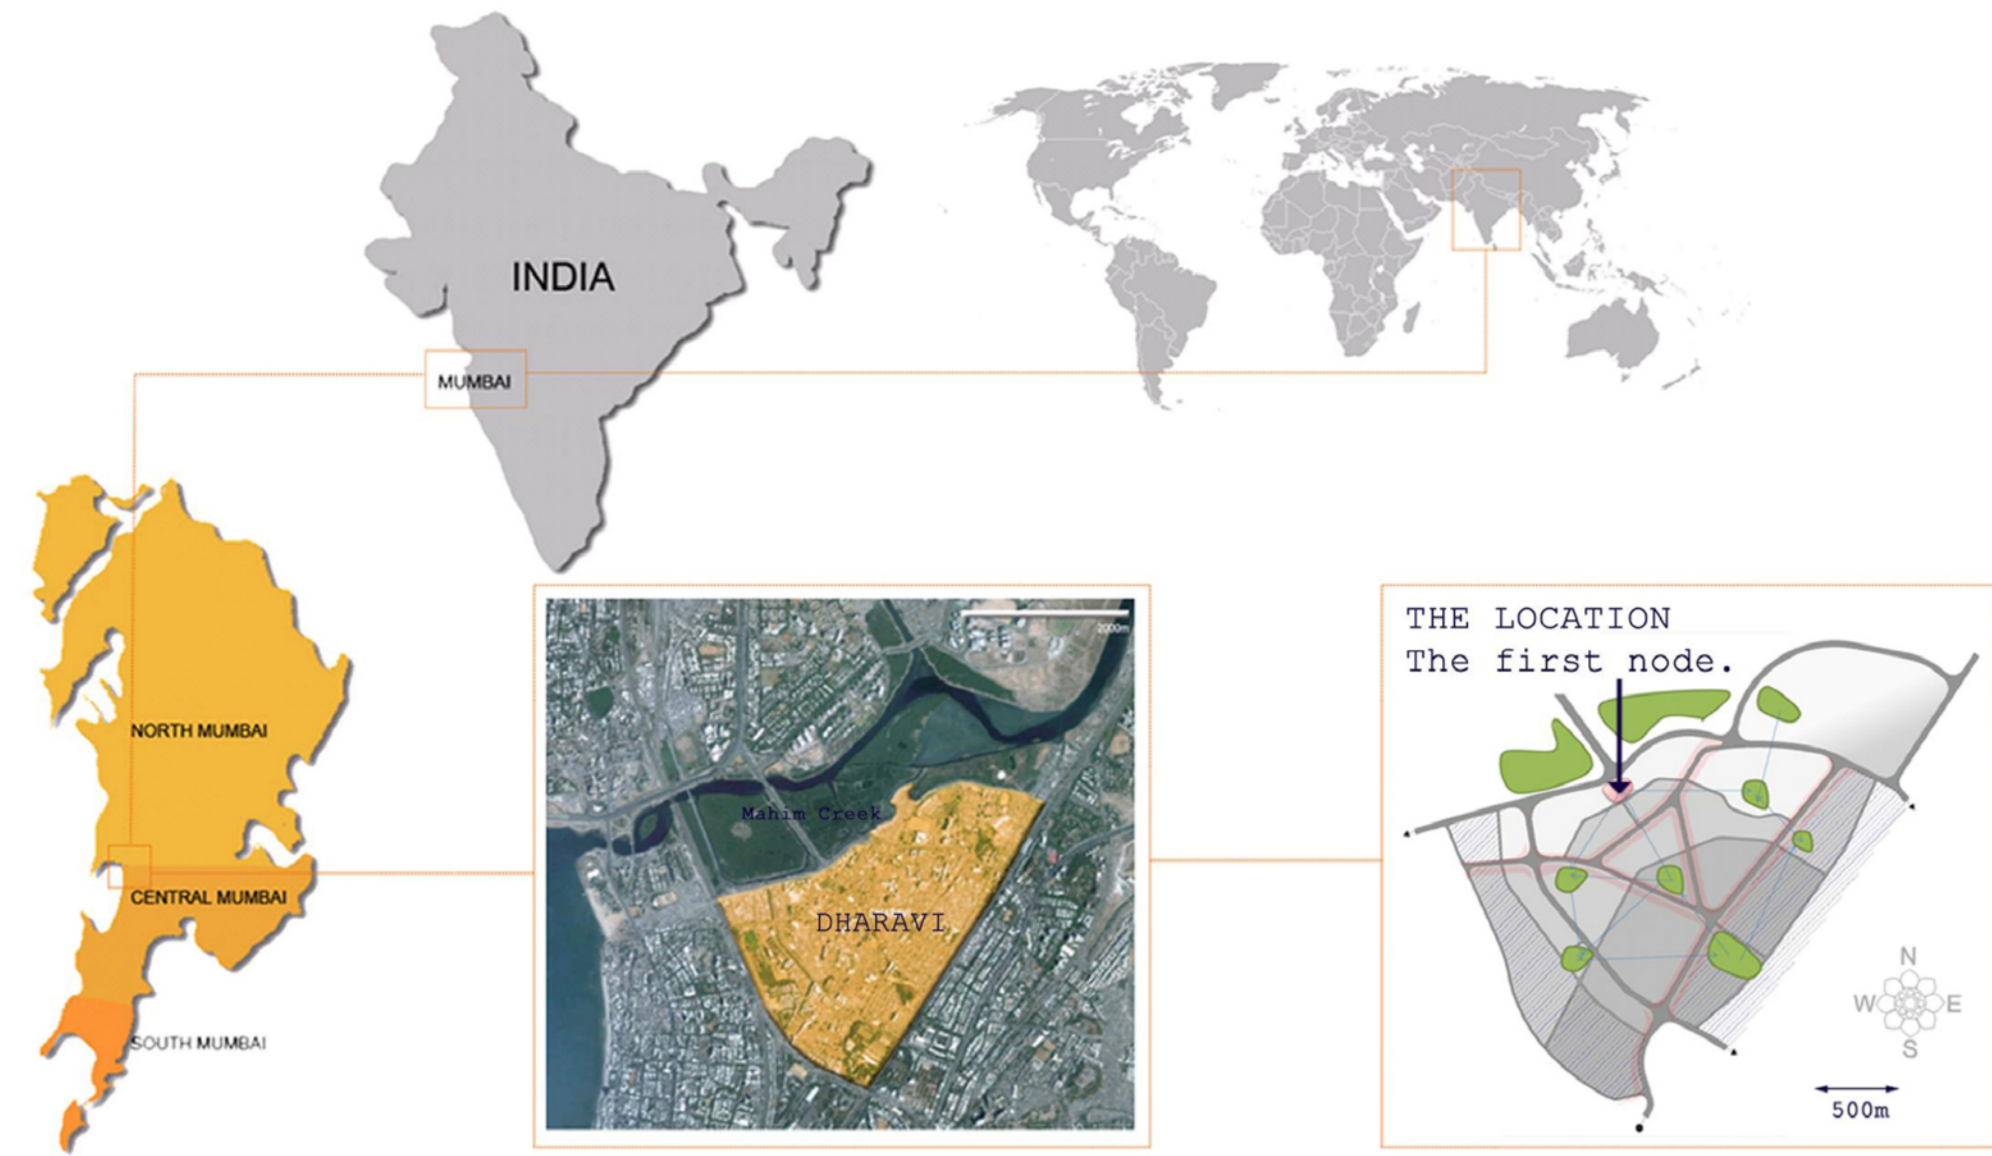 INDIA
MUMBAI
NORTH MUMBAI
CENTRAL MUMBAI
SOUTH MUMBAI
2000m
Mahim Creek
DHARAVI
THE LOCATION
The first node.
N
W E
S
500m